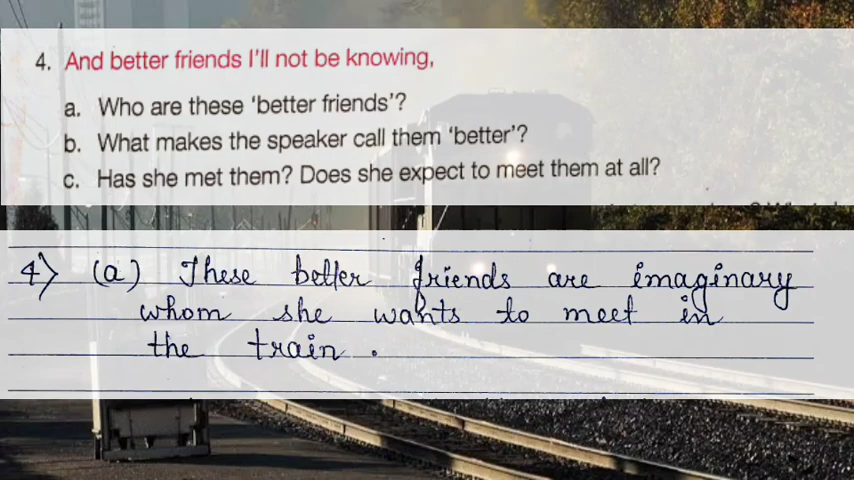 4. And better friends I'll not be knowing,
a. Who are these 'better friends'?
b. What makes the speaker call them 'better'?
c. Has she met them? Does she expect to meet them at all?
4) (a) These better friends are imaginary
whom she wants to meet in
the train.